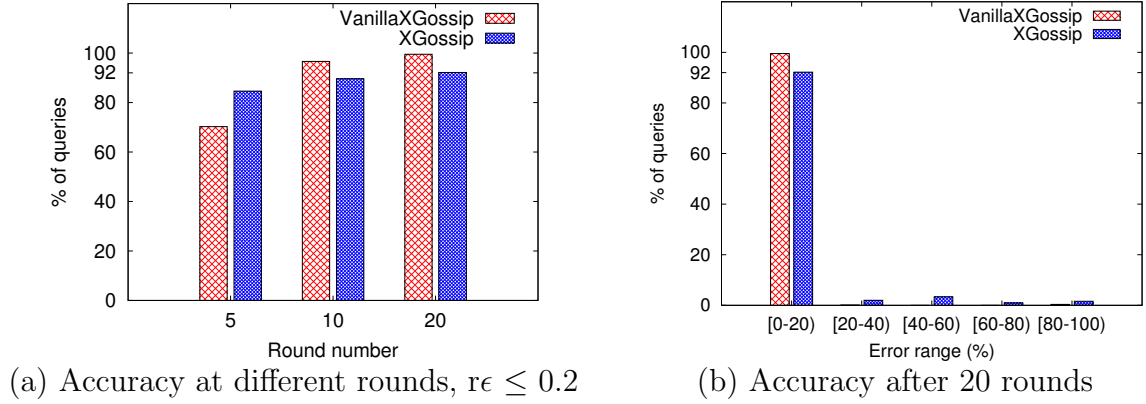 VanillaXGossip
XGossip
100
92
80
60
40
20
0
% of queries
5 10 20
Round number
(a) Accuracy at different rounds, rϵ ≤ 0.2
VanillaXGossip
XGossip
100
92
80
60
40
20
0
% of queries
[0-20) [20-40) [40-60) [60-80) [80-100)
Error range (%)
(b) Accuracy after 20 rounds